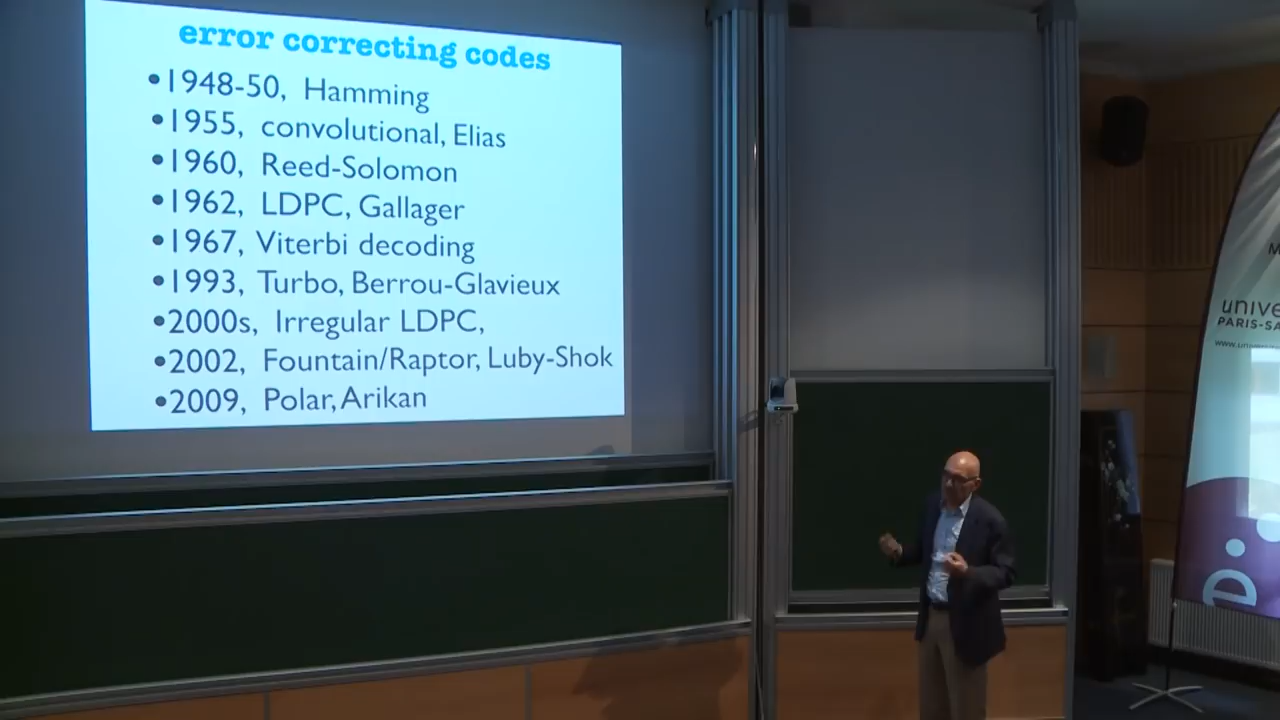 error correcting codes
•1948-50, Hamming
•1955, convolutional, Elias
•1960, Reed-Solomon
•1962, LDPC, Gallager
•1967, Viterbi decoding
•1993, Turbo, Berrou-Glavieux
•2000s, Irregular LDPC,
•2002, Fountain/Raptor, Luby-Shok
•2009, Polar, Arikan
unive
PARIS-SA